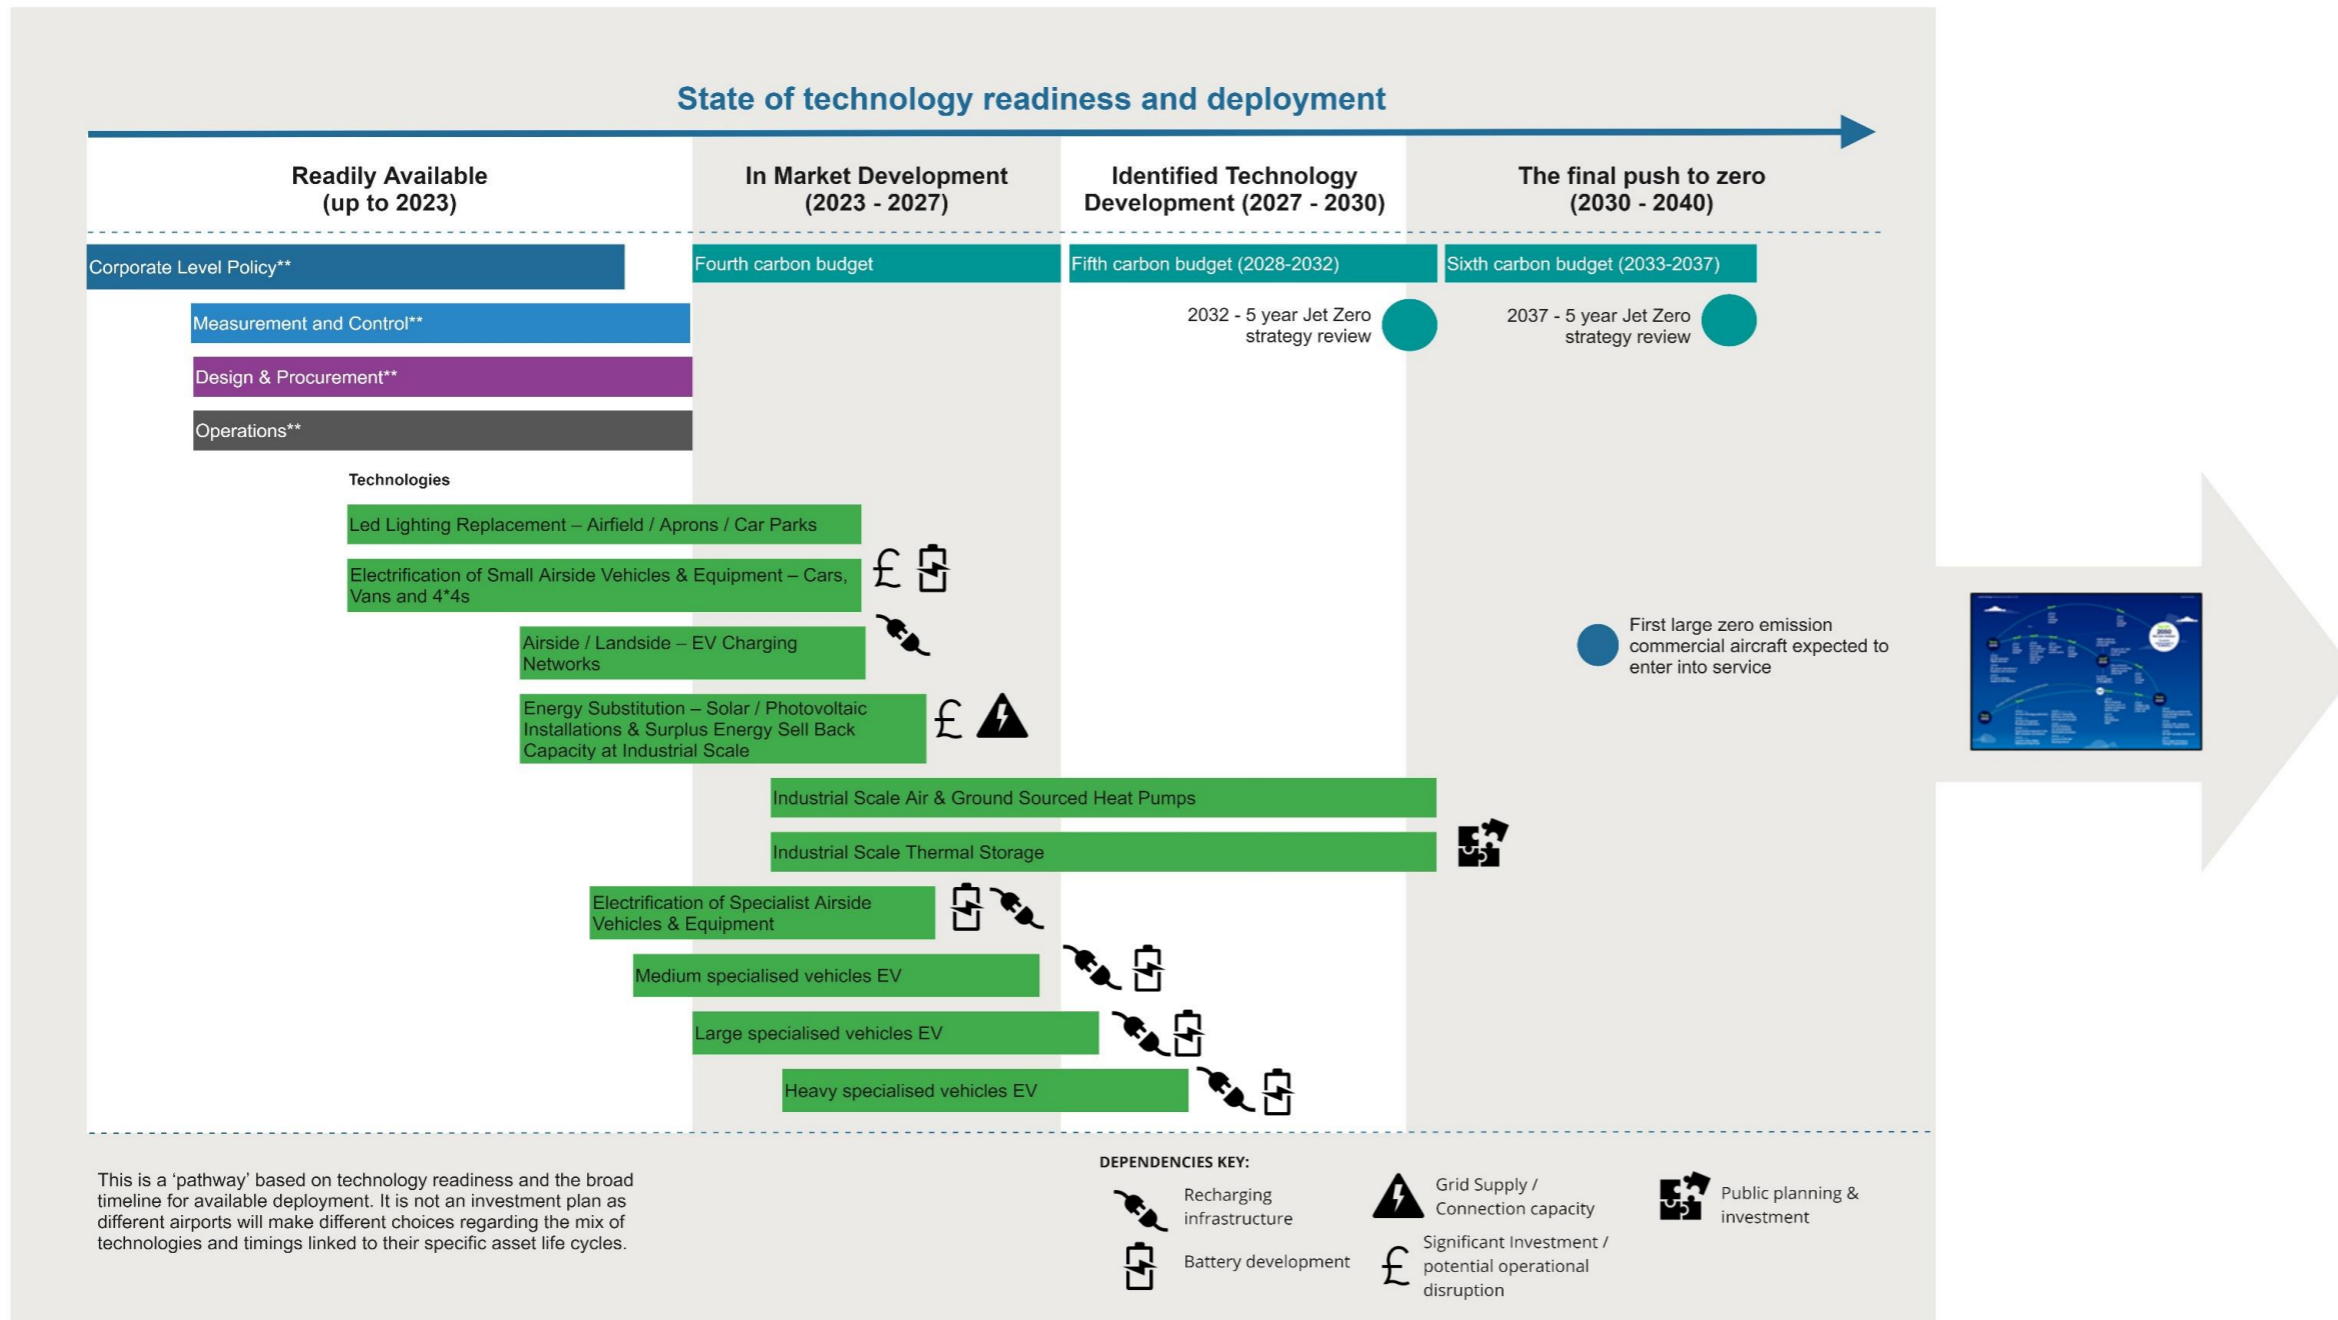 State of technology readiness and deployment
Readily Available
(up to 2023)
In Market Development
(2023 - 2027)
Identified Technology
Development (2027 - 2030)
The final push to zero
(2030 - 2040)
Corporate Level Policy**
Fourth carbon budget
Fifth carbon budget (2028-2032)
Sixth carbon budget (2033-2037)
Measurement and Control**
2032 - 5 year Jet Zero
strategy review
2037 - 5 year Jet Zero
strategy review
Design & Procurement**
Operations**
Technologies
Led Lighting Replacement – Airfield / Aprons / Car Parks
Electrification of Small Airside Vehicles & Equipment – Cars,
Vans and 4*4s
£
Airside / Landside – EV Charging
Networks
First large zero emission
commercial aircraft expected to
enter into service
Energy Substitution – Solar / Photovoltaic
Installations & Surplus Energy Sell Back
Capacity at Industrial Scale
£
Industrial Scale Air & Ground Sourced Heat Pumps
Industrial Scale Thermal Storage
Electrification of Specialist Airside
Vehicles & Equipment
Medium specialised vehicles EV
Large specialised vehicles EV
Heavy specialised vehicles EV
This is a ‘pathway’ based on technology readiness and the broad
timeline for available deployment. It is not an investment plan as
different airports will make different choices regarding the mix of
technologies and timings linked to their specific asset life cycles.
DEPENDENCIES KEY:
Recharging
infrastructure
Battery development
Grid Supply /
Connection capacity
£
Significant Investment /
potential operational
disruption
Public planning &
investment
2050